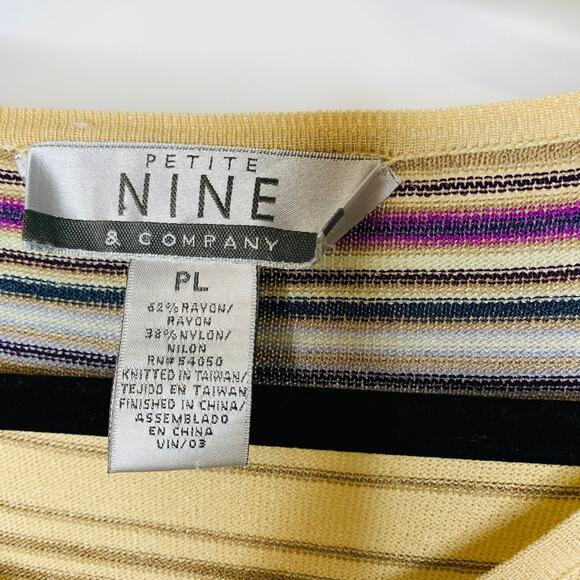 PETITE
NINE
& COMPANY
PL
62% RAYON/
RAYON
38% NYLON/
NILON
RN# 54050
KNITTED IN TAIWAN/
TEJIDO EN TAIWAN
FINISHED IN CHINA/
ASSEMBLADO
EN CHINA
VIN/03